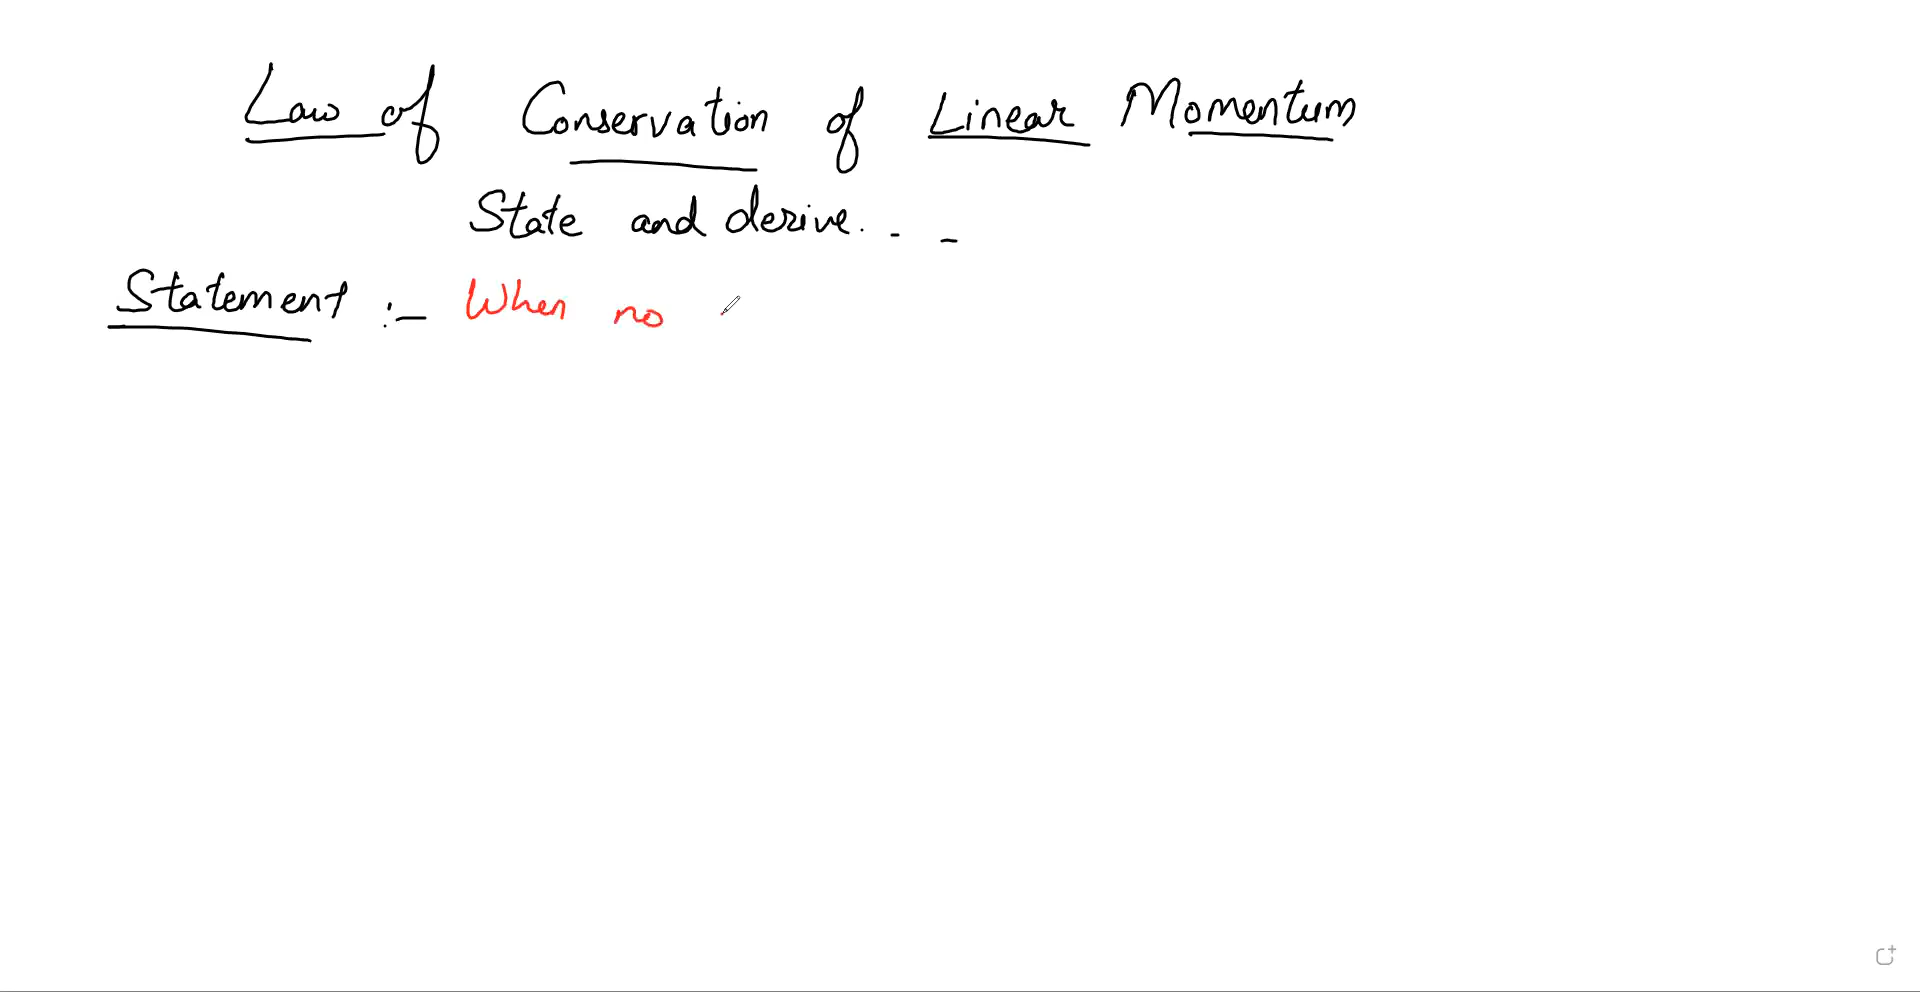 Law of Conservation of Linear Momentum
State and derive. - -
Statement :- When no